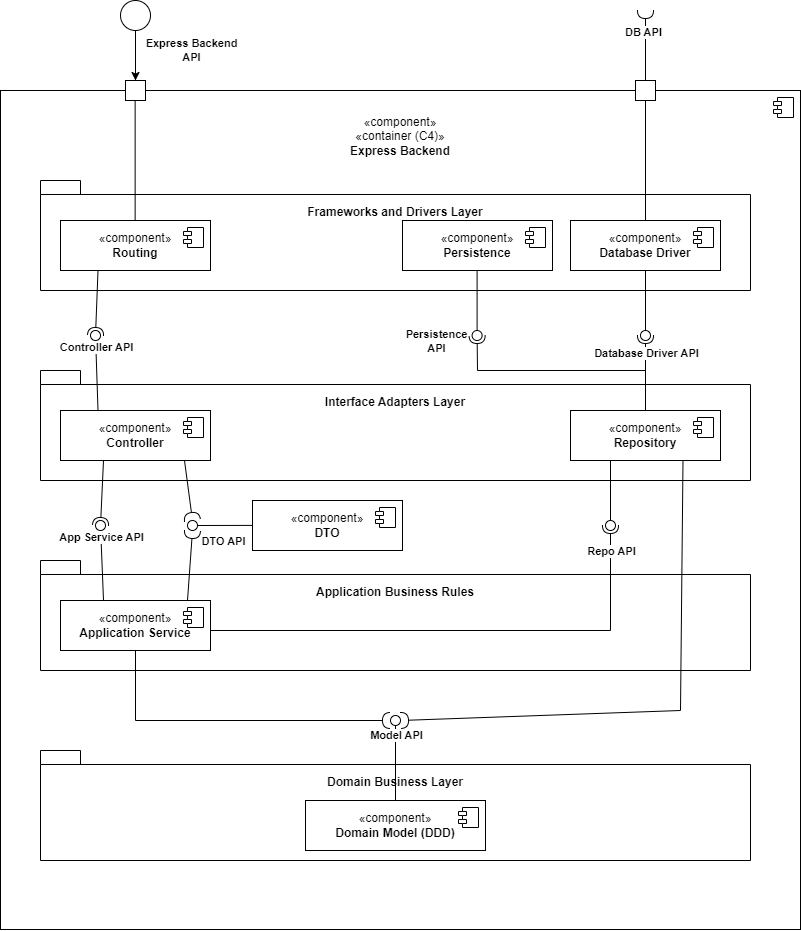 Express Backend
API
DB API
«component»
«container (C4)»
Express Backend
Frameworks and Drivers Layer
«component»
Routing
«component»
Persistence
«component»
Database Driver
Controller API
Persistence
API
Database Driver API
Interface Adapters Layer
«component»
Controller
«component»
Repository
App Service API
DTO API
«component»
DTO
Repo API
Application Business Rules
«component»
Application Service
Model API
Domain Business Layer
«component»
Domain Model (DDD)